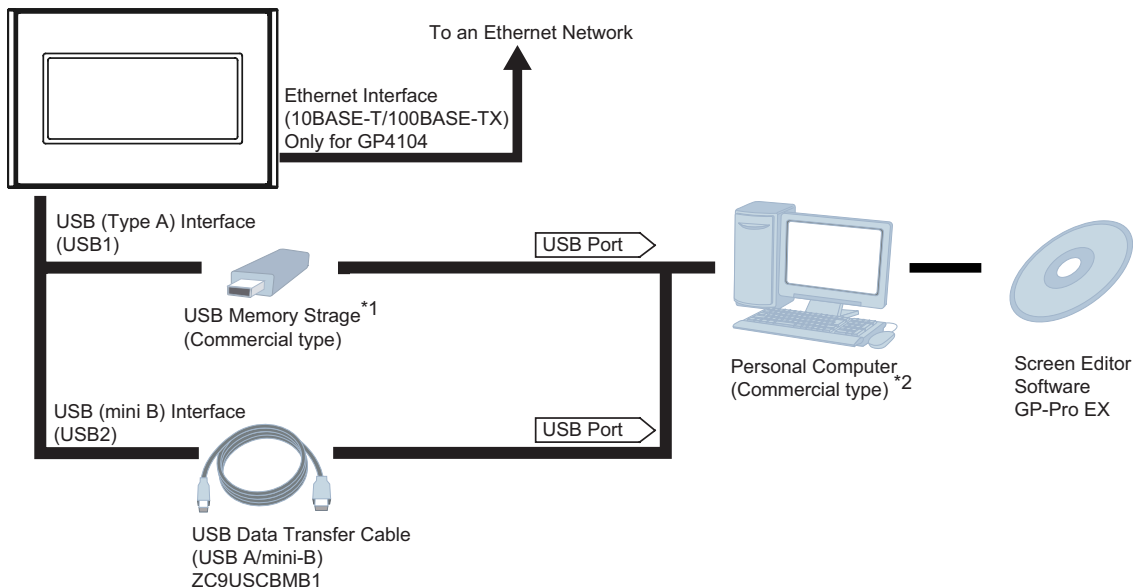 To an Ethernet Network
Ethernet Interface
(10BASE-T/100BASE-TX)
Only for GP4104
USB (Type A) Interface
(USB1)
USB Port
USB Memory Strage*1
(Commercial type)
Personal Computer
(Commercial type) *2
Screen Editor
Software
GP-Pro EX
USB (mini B) Interface
(USB2)
USB Port
USB Data Transfer Cable
(USB A/mini-B)
ZC9USCBMB1